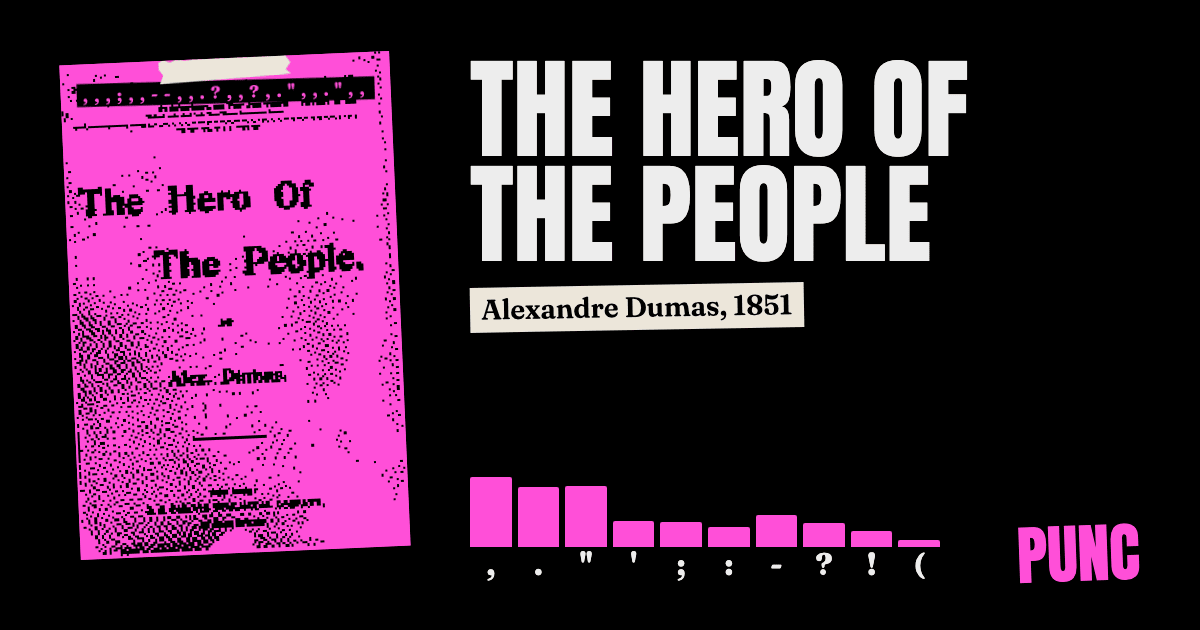 ,,,;,,--,,.?,,?,.",,.",,
The Hero Of
The People.
Alex. Dumas.
THE HERO OF
THE PEOPLE
Alexandre Dumas, 1851
, . " ' ; : - ? ! (
PUNC